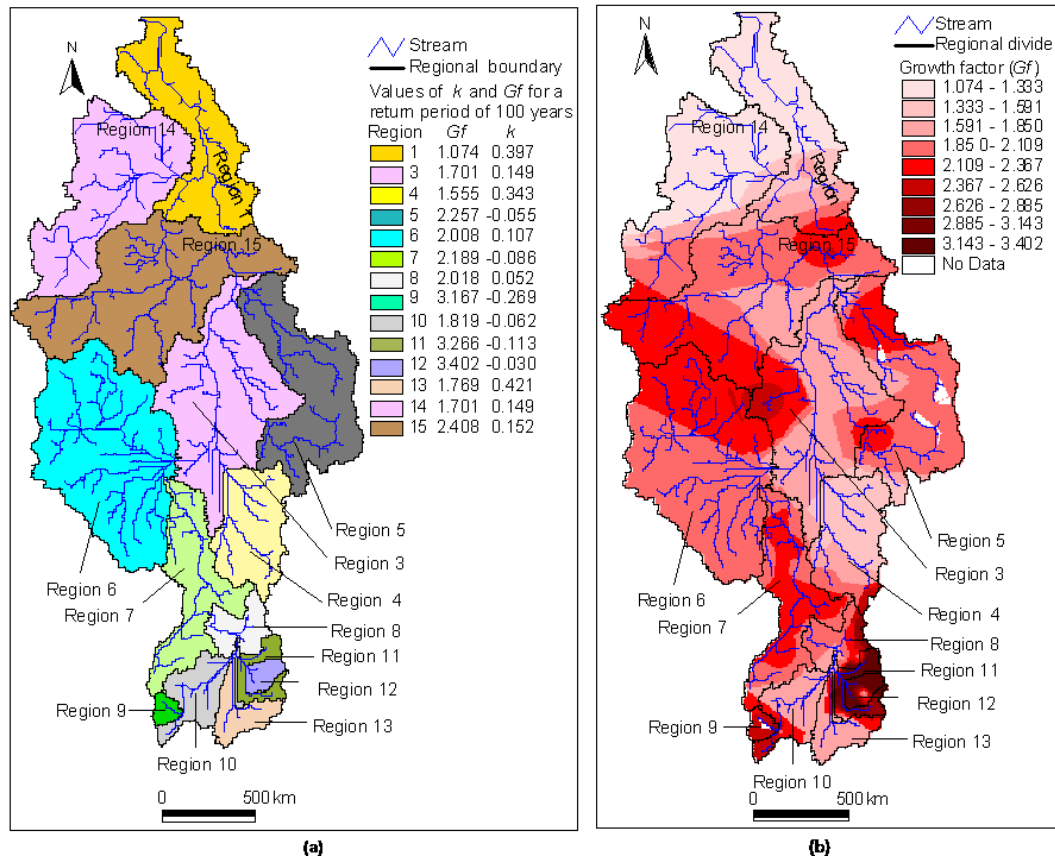 N
Stream
Regional boundary
Values of k and Gf for a
return period of 100 years
Region Gf k
1 1.074 0.397
3 1.701 0.149
4 1.555 0.343
5 2.257 -0.055
6 2.008 0.107
7 2.189 -0.086
8 2.018 0.052
9 3.167 -0.269
10 1.819 -0.062
11 3.266 -0.113
12 3.402 -0.030
13 1.769 0.421
14 1.701 0.149
15 2.408 0.152
Region 14
Region 1
Region 15
Region 5
Region 3
Region 6
Region 4
Region 7
Region 8
Region 11
Region 12
Region 9
Region 13
Region 10
0 500 km
(a)
N
Stream
Regional divide
Growth factor (Gf)
1.074 - 1.333
1.333 - 1.591
1.591 - 1.850
1.85 0- 2.109
2.109 - 2.367
2.367 - 2.626
2.626 - 2.885
2.885 - 3.143
3.143 - 3.402
No Data
Region 14
Region 1
Region 15
Region 5
Region 3
Region 6
Region 4
Region 7
Region 8
Region 11
Region 12
Region 9
Region 13
Region 10
0 500 km
(b)